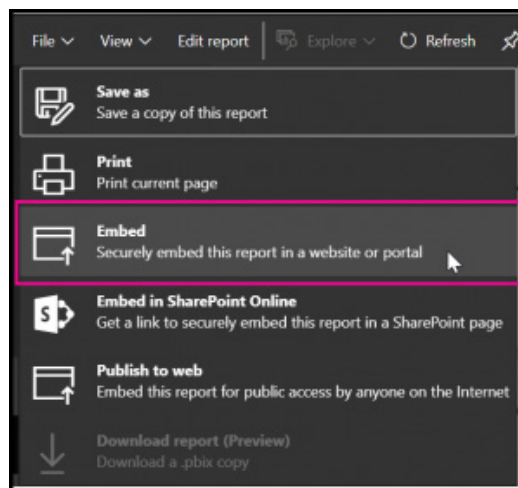 File View Edit report Explore Refresh
Save as
Save a copy of this report
Print
Print current page
Embed
Securely embed this report in a website or portal
Embed in SharePoint Online
Get a link to securely embed this report in a SharePoint page
Publish to web
Embed this report for public access by anyone on the Internet
Download report (Preview)
Download a .pbix copy